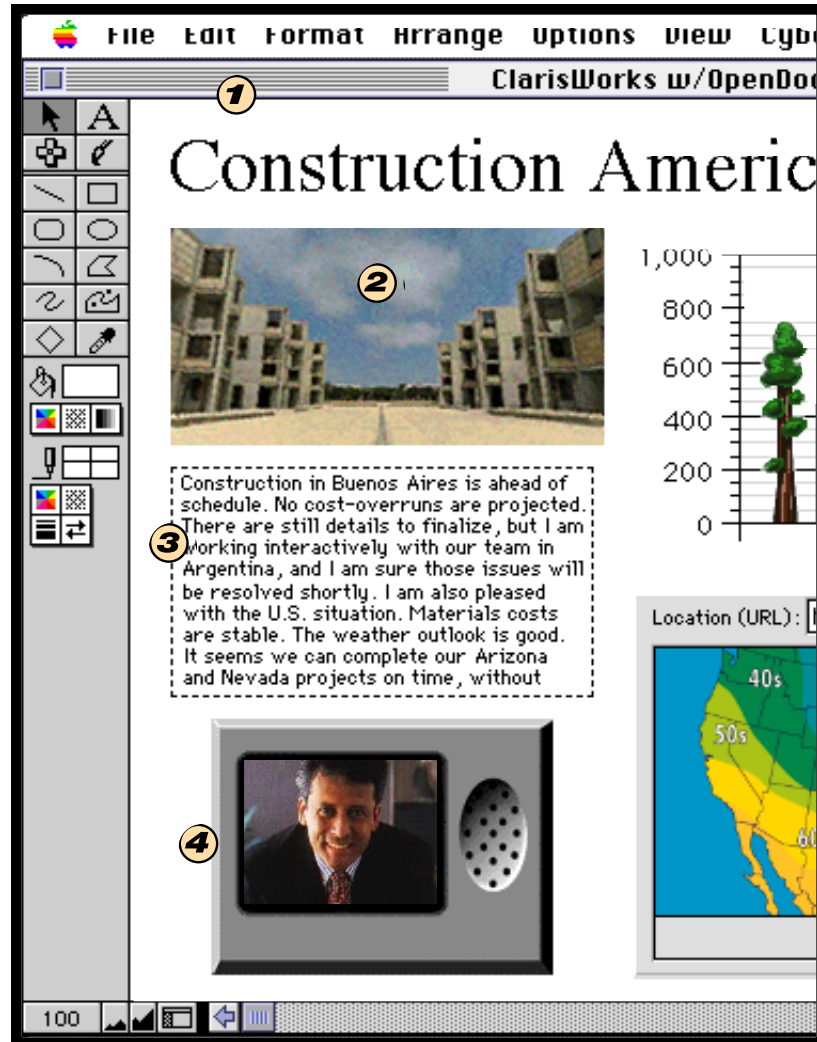 File Edit Format Arrange Options View Cyb
ClarisWorks w/OpenDoc
1
A
Construction Americ
2
1,000
800
600
400
200
0
Construction in Buenos Aires is ahead of
schedule. No cost-overruns are projected.
There are still details to finalize, but I am
working interactively with our team in
Argentina, and I am sure those issues will
be resolved shortly. I am also pleased
with the U.S. situation. Materials costs
are stable. The weather outlook is good.
It seems we can complete our Arizona
and Nevada projects on time, without
3
Location (URL):
40s
50s
60
4
100